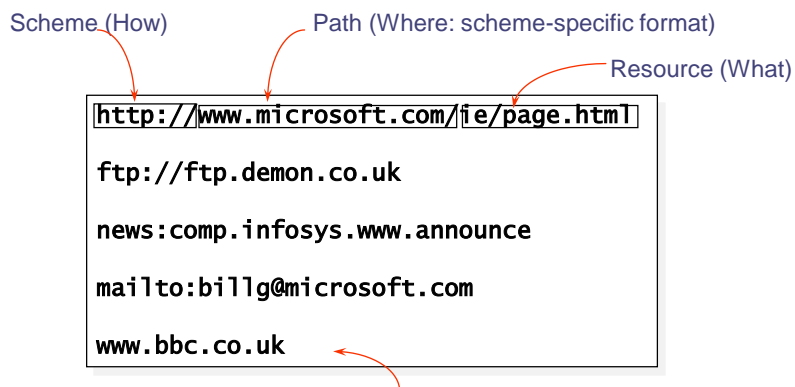 Scheme (How) Path (Where: scheme-specific format)
Resource (What)
http://www.microsoft.com/ie/page.html
ftp://ftp.demon.co.uk
news:comp.infosys.www.announce
mailto:billg@microsoft.com
www.bbc.co.uk